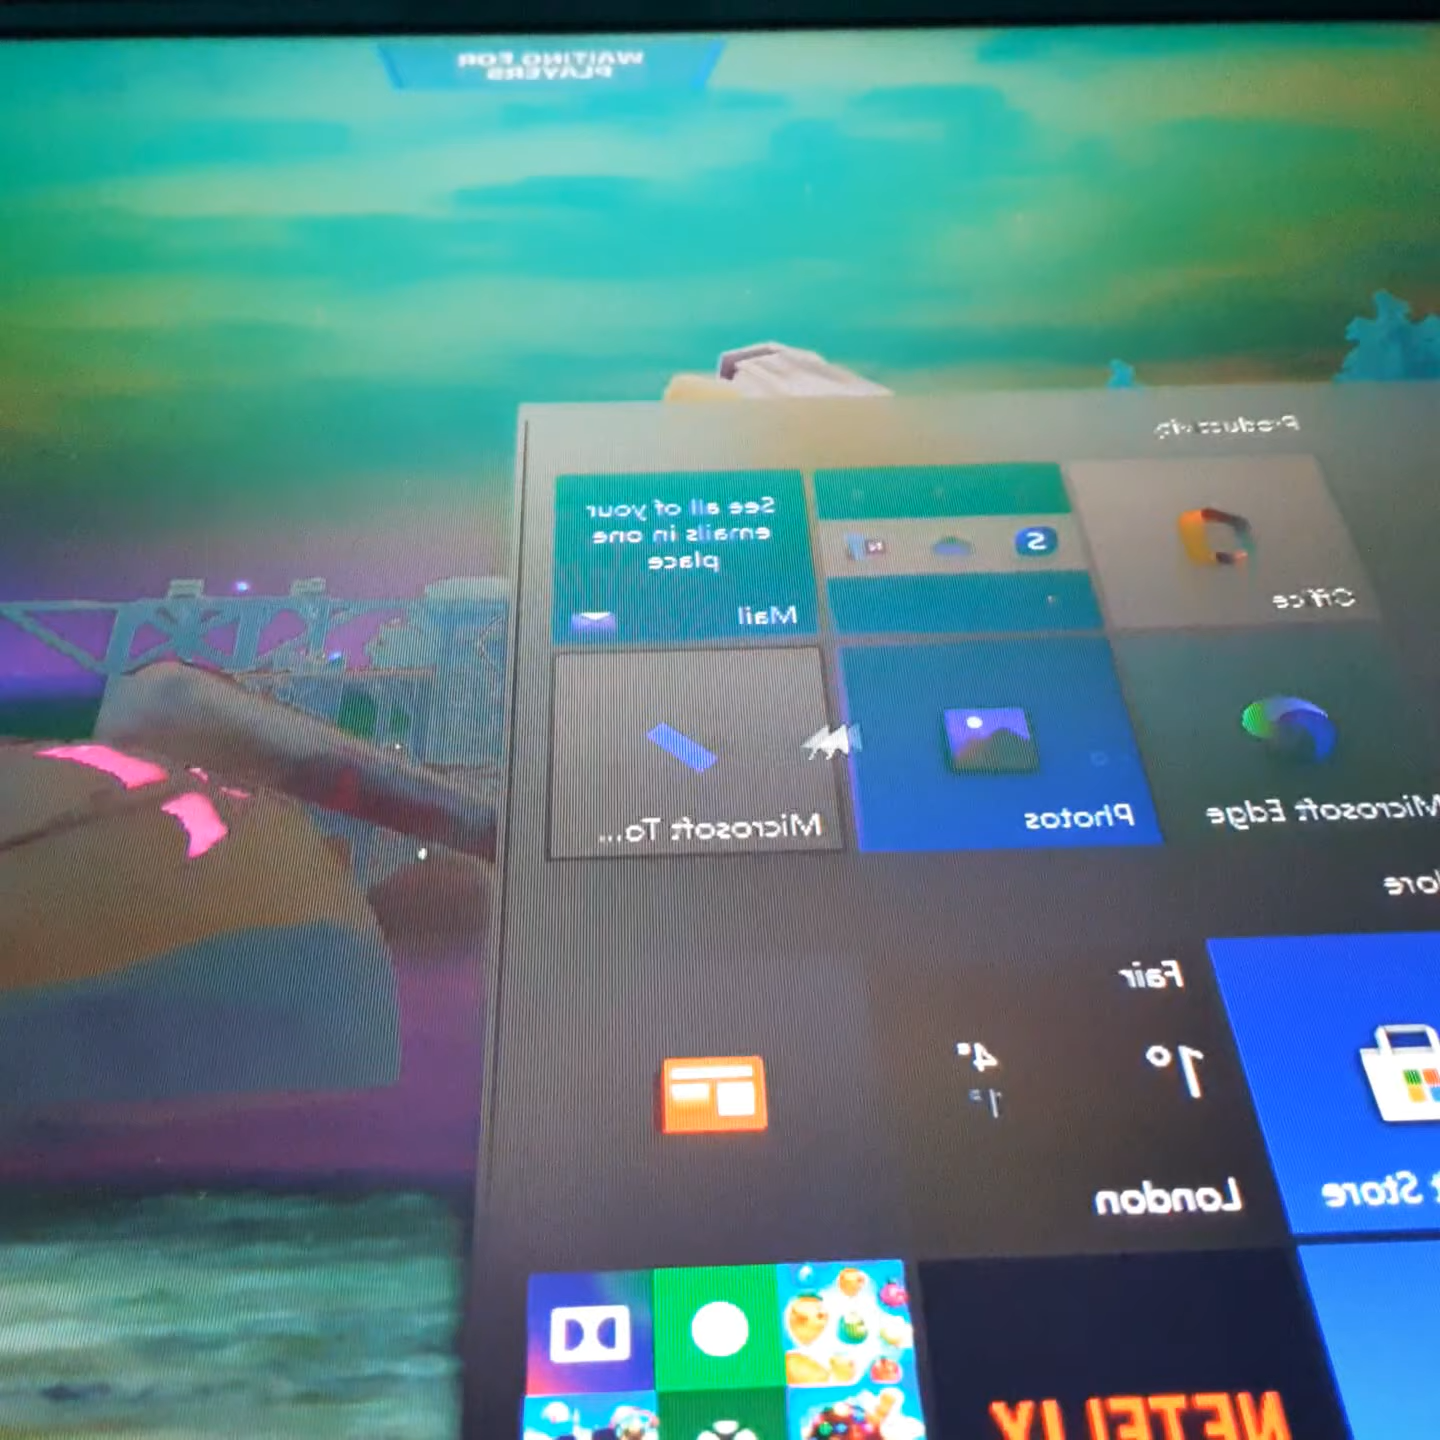 WAITING FOR
PLAYERS
Productivity
Office
See all of your
emails in one
place
Mail
Microsoft Edge
Photos
Microsoft To...
Store
Fair
1°
4°
1°
London
NETFLIX